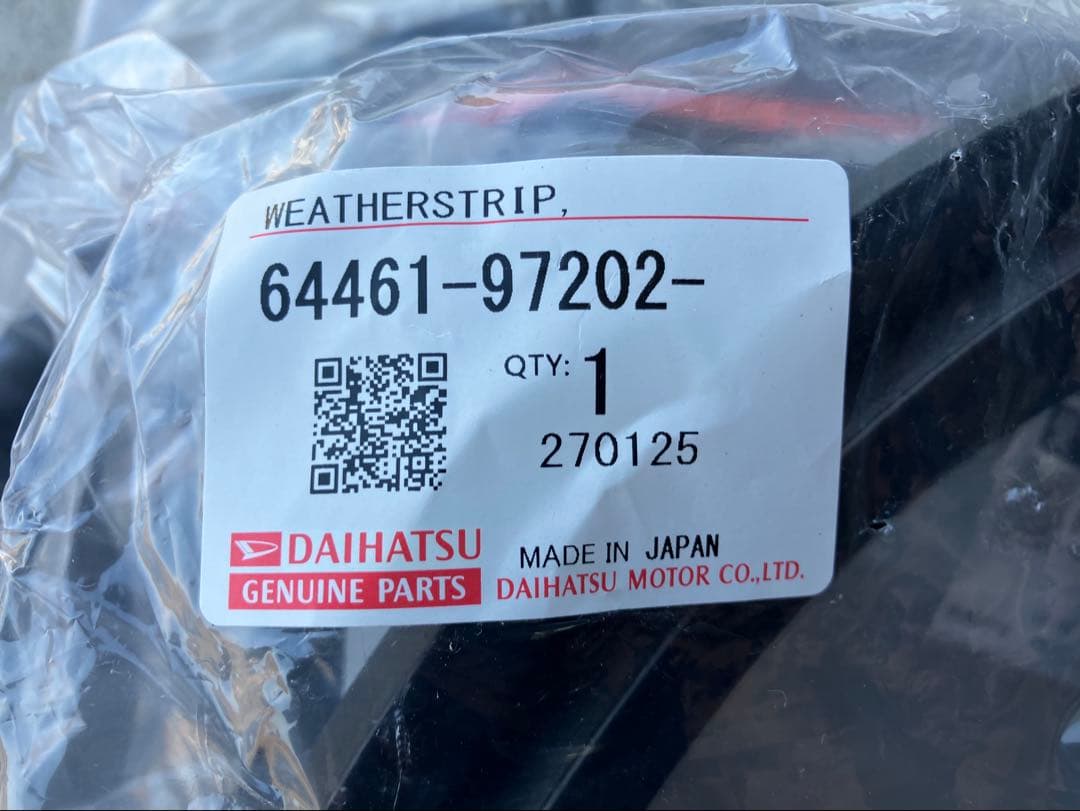 WEATHERSTRIP,
64461-97202-
QTY: 1
270125
DAIHATSU
GENUINE PARTS
MADE IN JAPAN
DAIHATSU MOTOR CO.,LTD.